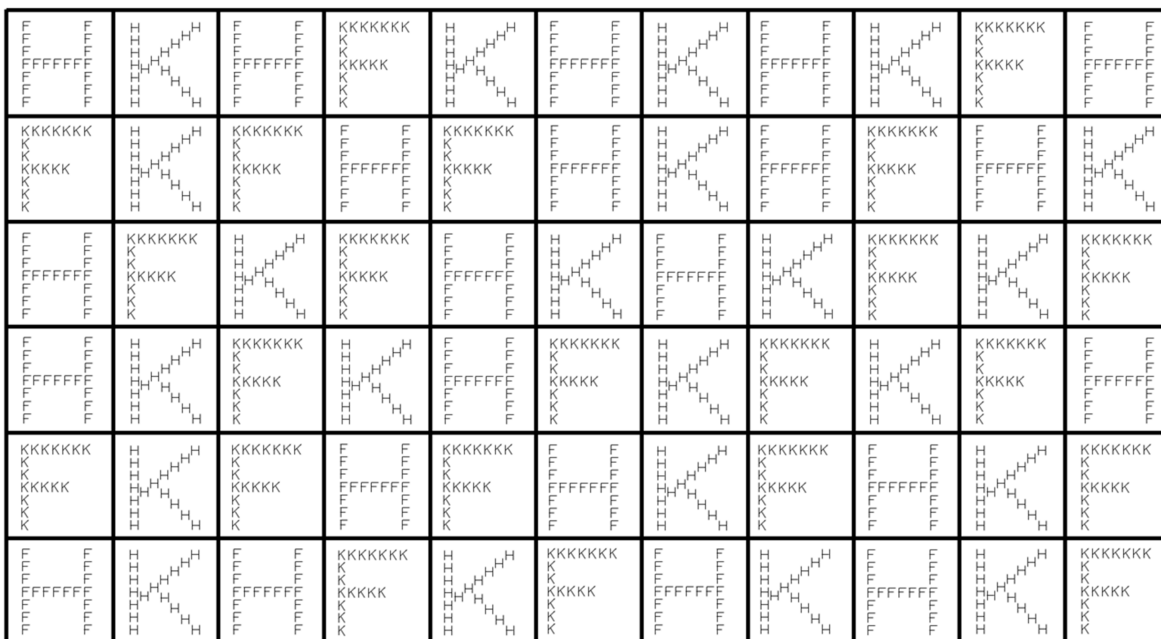 H K H F K H K H K F H
F K F H F H K H F H K
H F K F H K H K F K F
H K F K H F K F K F H
F K F H F H K F H K F
H K H F K F H K H K F